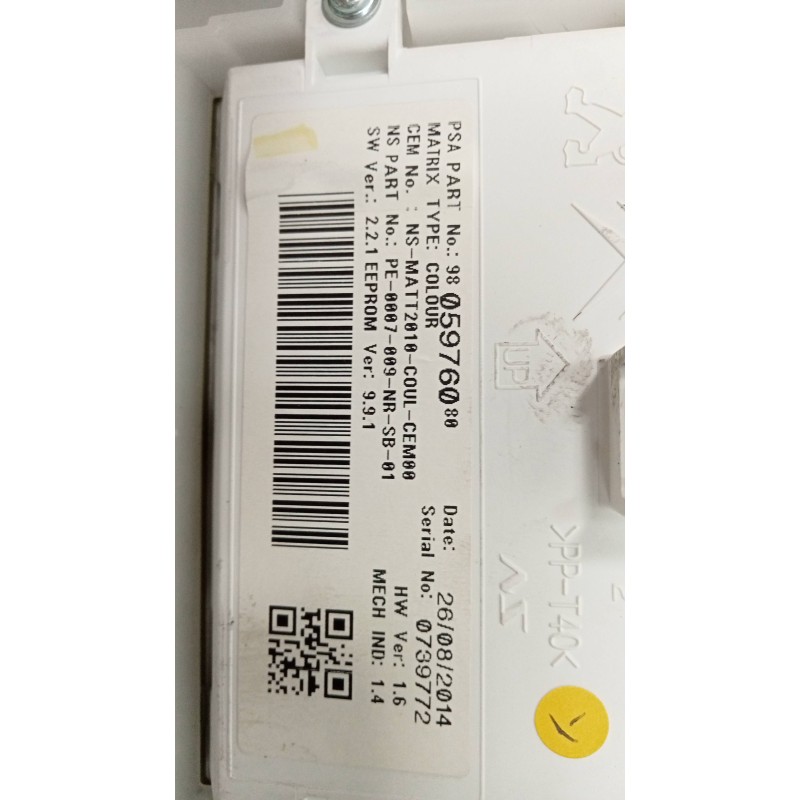 PSA PART No.: 98 059760 80
MATRIX TYPE: COLOUR
CEM No. : NS-MATT2010-COUL-CEM00
NS PART No.: PE-0007-009-NR-SB-01
SW Ver.: 2.2.1 EEPROM Ver: 9.9.1
Date: 26/08/2014
Serial No: 0739772
HW Ver: 1.6
MECH IND: 1.4
UP
>PP-T40<
NS
2